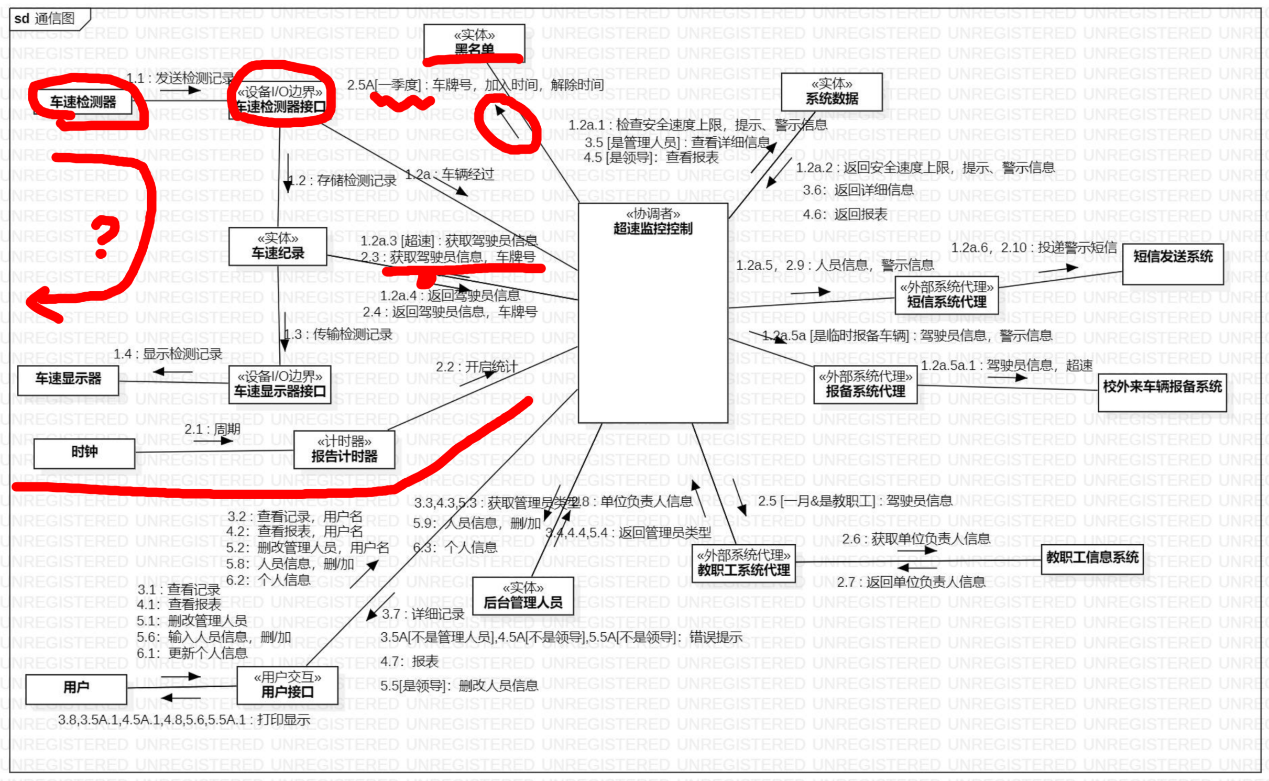 sd 通信图
«实体»
黑名单
1.1 : 发送检测记录
车速检测器
«设备I/O边界»
车速检测器接口
2.5A[一季度] : 车牌号，加入时间，解除时间
«实体»
系统数据
1.2a.1 : 检查安全速度上限，提示、警示信息
3.5 [是管理人员] : 查看详细信息
4.5 [是领导]：查看报表
1.2a.2 : 返回安全速度上限，提示、警示信息
3.6：返回详细信息
4.6：返回报表
1.2 : 存储检测记录
1.2a : 车辆经过
«协调者»
超速监控控制
?
«实体»
车速纪录
1.2a.3 [超速] : 获取驾驶员信息
2.3 : 获取驾驶员信息，车牌号
1.2a.4 : 返回驾驶员信息
2.4 : 返回驾驶员信息，车牌号
1.2a.5，2.9 : 人员信息，警示信息
1.2a.6，2.10 : 投递警示短信
短信发送系统
«外部系统代理»
短信系统代理
1.3 : 传输检测记录
1.2a.5a [是临时报备车辆] : 驾驶员信息，警示信息
1.4 : 显示检测记录
车速显示器
«设备I/O边界»
车速显示器接口
2.2 : 开启统计
«外部系统代理»
报备系统代理
1.2a.5a.1 : 驾驶员信息，超速
校外来车辆报备系统
2.1 : 周期
时钟
«计时器»
报告计时器
3.3,4.3,5.3 : 获取管理员类型
5.9：人员信息，删/加
6.3：个人信息
2.8 : 单位负责人信息
3.4,4.4,5.4 : 返回管理员类型
2.5 [一月&是教职工] : 驾驶员信息
3.2 : 查看记录，用户名
4.2：查看报表，用户名
5.2：删改管理人员，用户名
5.8：人员信息，删/加
6.2：个人信息
«外部系统代理»
教职工系统代理
2.6 : 获取单位负责人信息
2.7 : 返回单位负责人信息
教职工信息系统
3.1 : 查看记录
4.1：查看报表
5.1：删改管理人员
5.6：输入人员信息，删/加
6.1：更新个人信息
«实体»
后台管理人员
3.7 : 详细记录
3.5A[不是管理人员],4.5A[不是领导],5.5A[不是领导]：错误提示
4.7：报表
5.5[是领导]：删改人员信息
用户
«用户交互»
用户接口
3.8,3.5A.1,4.5A.1,4.8,5.6,5.5A.1 : 打印显示